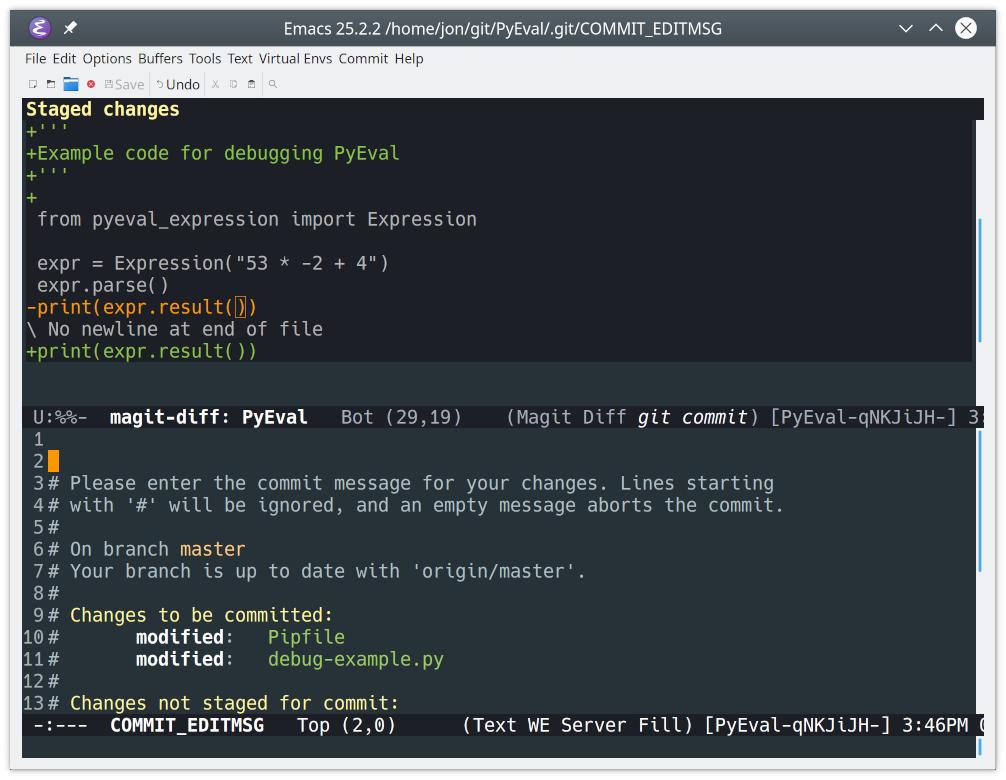 Emacs 25.2.2 /home/jon/git/PyEval/.git/COMMIT_EDITMSG
File Edit Options Buffers Tools Text Virtual Envs Commit Help
Save Undo
Staged changes
+'''
+Example code for debugging PyEval
+'''
+
 from pyeval_expression import Expression
 expr = Expression("53 * -2 + 4")
 expr.parse()
-print(expr.result())
\ No newline at end of file
+print(expr.result())
U:%%-  magit-diff: PyEval   Bot (29,19)    (Magit Diff git commit) [PyEval-qNKJiJH-] 3:
1
2
3 # Please enter the commit message for your changes. Lines starting
4 # with '#' will be ignored, and an empty message aborts the commit.
5 #
6 # On branch master
7 # Your branch is up to date with 'origin/master'.
8 #
9 # Changes to be committed:
10 #       modified:   Pipfile
11 #       modified:   debug-example.py
12 #
13 # Changes not staged for commit:
-:---  COMMIT_EDITMSG   Top (2,0)      (Text WE Server Fill) [PyEval-qNKJiJH-] 3:46PM